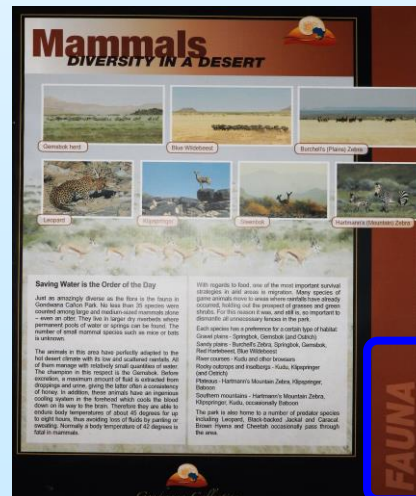 Mammals
DIVERSITY IN A DESERT
Gemsbok herd
Blue Wildebeest
Burchell's (Plains) Zebra
Leopard
Klipspringer
Steenbok
Hartmann's (Mountain) Zebra
Saving Water is the Order of the Day
Just as amazingly diverse as the flora is the fauna in
Gondwana Cañon Park. No less than 35 species were
counted among large and medium-sized mammals alone
– even an otter. They live in larger dry riverbeds where
permanent pools of water or springs can be found. The
number of small mammal species such as mice or bats
is unknown.
The animals in this area have perfectly adapted to the
hot desert climate with its low and scattered rainfalls. All
of them manage with relatively small quantities of water.
The champion in this respect is the Gemsbok. Before
excretion, a maximum amount of fluid is extracted from
droppings and urine, giving the latter often a consistency
of honey. In addition, these animals have an ingenious
cooling system in the forehead which cools the blood
down on its way to the brain. Therefore they are able to
endure body temperatures of about 45 degrees for up
to eight hours, thus avoiding loss of fluids by panting or
sweating. Normally a body temperature of 42 degrees is
fatal in mammals.
With regards to food, one of the most important survival
strategies in arid areas is migration. Many species of
game animals move to areas where rainfalls have already
occurred, holding out the prospect of grasses and green
shrubs. For this reason it was, and still is, so important to
dismantle all unnecessary fences in the park.
Each species has a preference for a certain type of habitat:
Gravel plains - Springbok, Gemsbok (and Ostrich)
Sandy plains - Burchell's Zebra, Springbok, Gemsbok,
Red Hartebeest, Blue Wildebeest
River courses - Kudu and other browsers
Rocky outcrops and inselbergs - Kudu, Klipspringer
(and Ostrich)
Plateaus - Hartmann's Mountain Zebra, Klipspringer,
Baboon
Southern mountains - Hartmann's Mountain Zebra,
Klipspringer, Kudu, occasionally Baboon
The park is also home to a number of predator species
including Leopard, Black-backed Jackal and Caracal.
Brown Hyena and Cheetah occasionally pass through
the area.
FAUNA